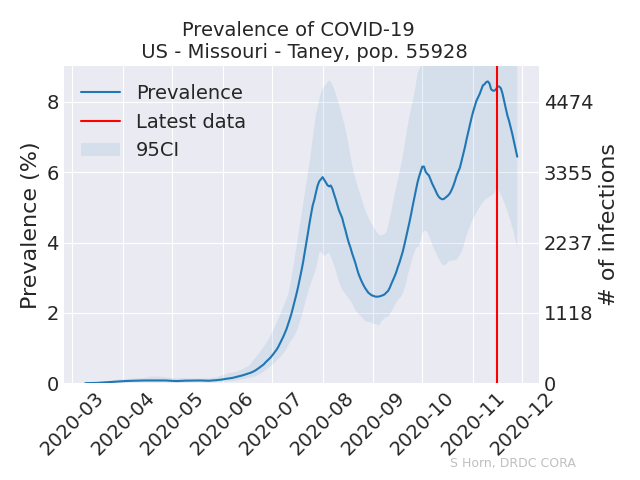 Prevalence of COVID-19
US - Missouri - Taney, pop. 55928
Prevalence
Latest data
95CI
Prevalence (%)
8
6
4
2
0
4474
3355
2237
1118
0
# of infections
2020-03
2020-04
2020-05
2020-06
2020-07
2020-08
2020-09
2020-10
2020-11
2020-12
S Horn, DRDC CORA